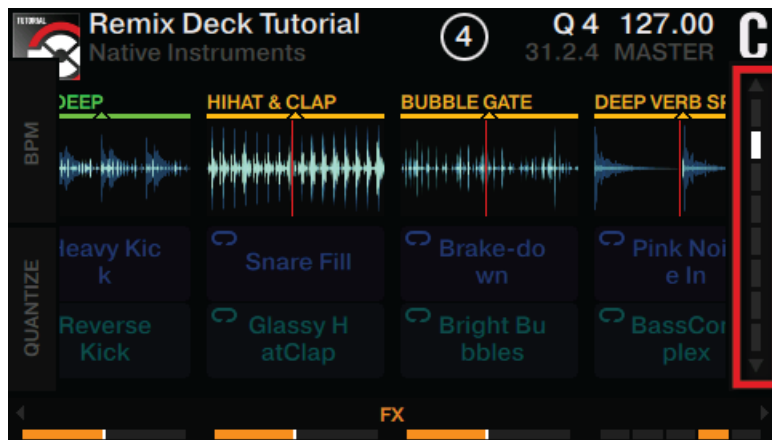 TUTORIAL
Remix Deck Tutorial
Native Instruments
4
Q 4 127.00
31.2.4 MASTER
C
BPM
QUANTIZE
DEEP
HIHAT & CLAP
BUBBLE GATE
DEEP VERB SF
Heavy Kic
k
Snare Fill
Brake-do
wn
Pink Noi
e In
Reverse
Kick
Glassy H
atClap
Bright Bu
bbles
BassCor
plex
FX